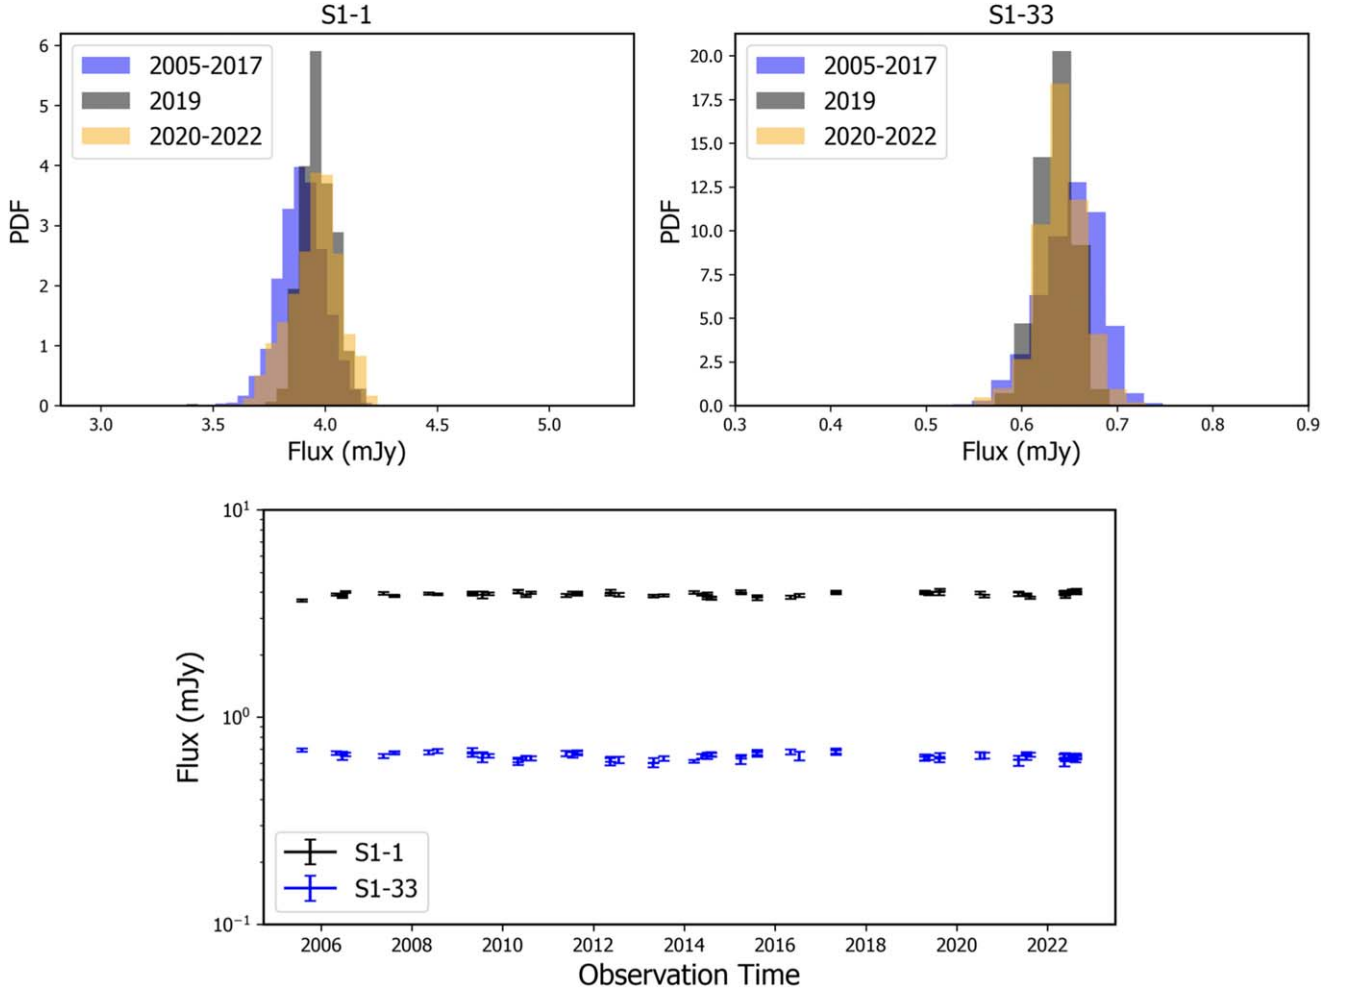 S1-1
PDF
6
5
4
3
2
1
0
2005-2017
2019
2020-2022
3.0 3.5 4.0 4.5 5.0
Flux (mJy)
S1-33
PDF
20.0
17.5
15.0
12.5
10.0
7.5
5.0
2.5
0.0
2005-2017
2019
2020-2022
0.3 0.4 0.5 0.6 0.7 0.8 0.9
Flux (mJy)
Flux (mJy)
10¹
10⁰
10⁻¹
S1-1
S1-33
2006 2008 2010 2012 2014 2016 2018 2020 2022
Observation Time